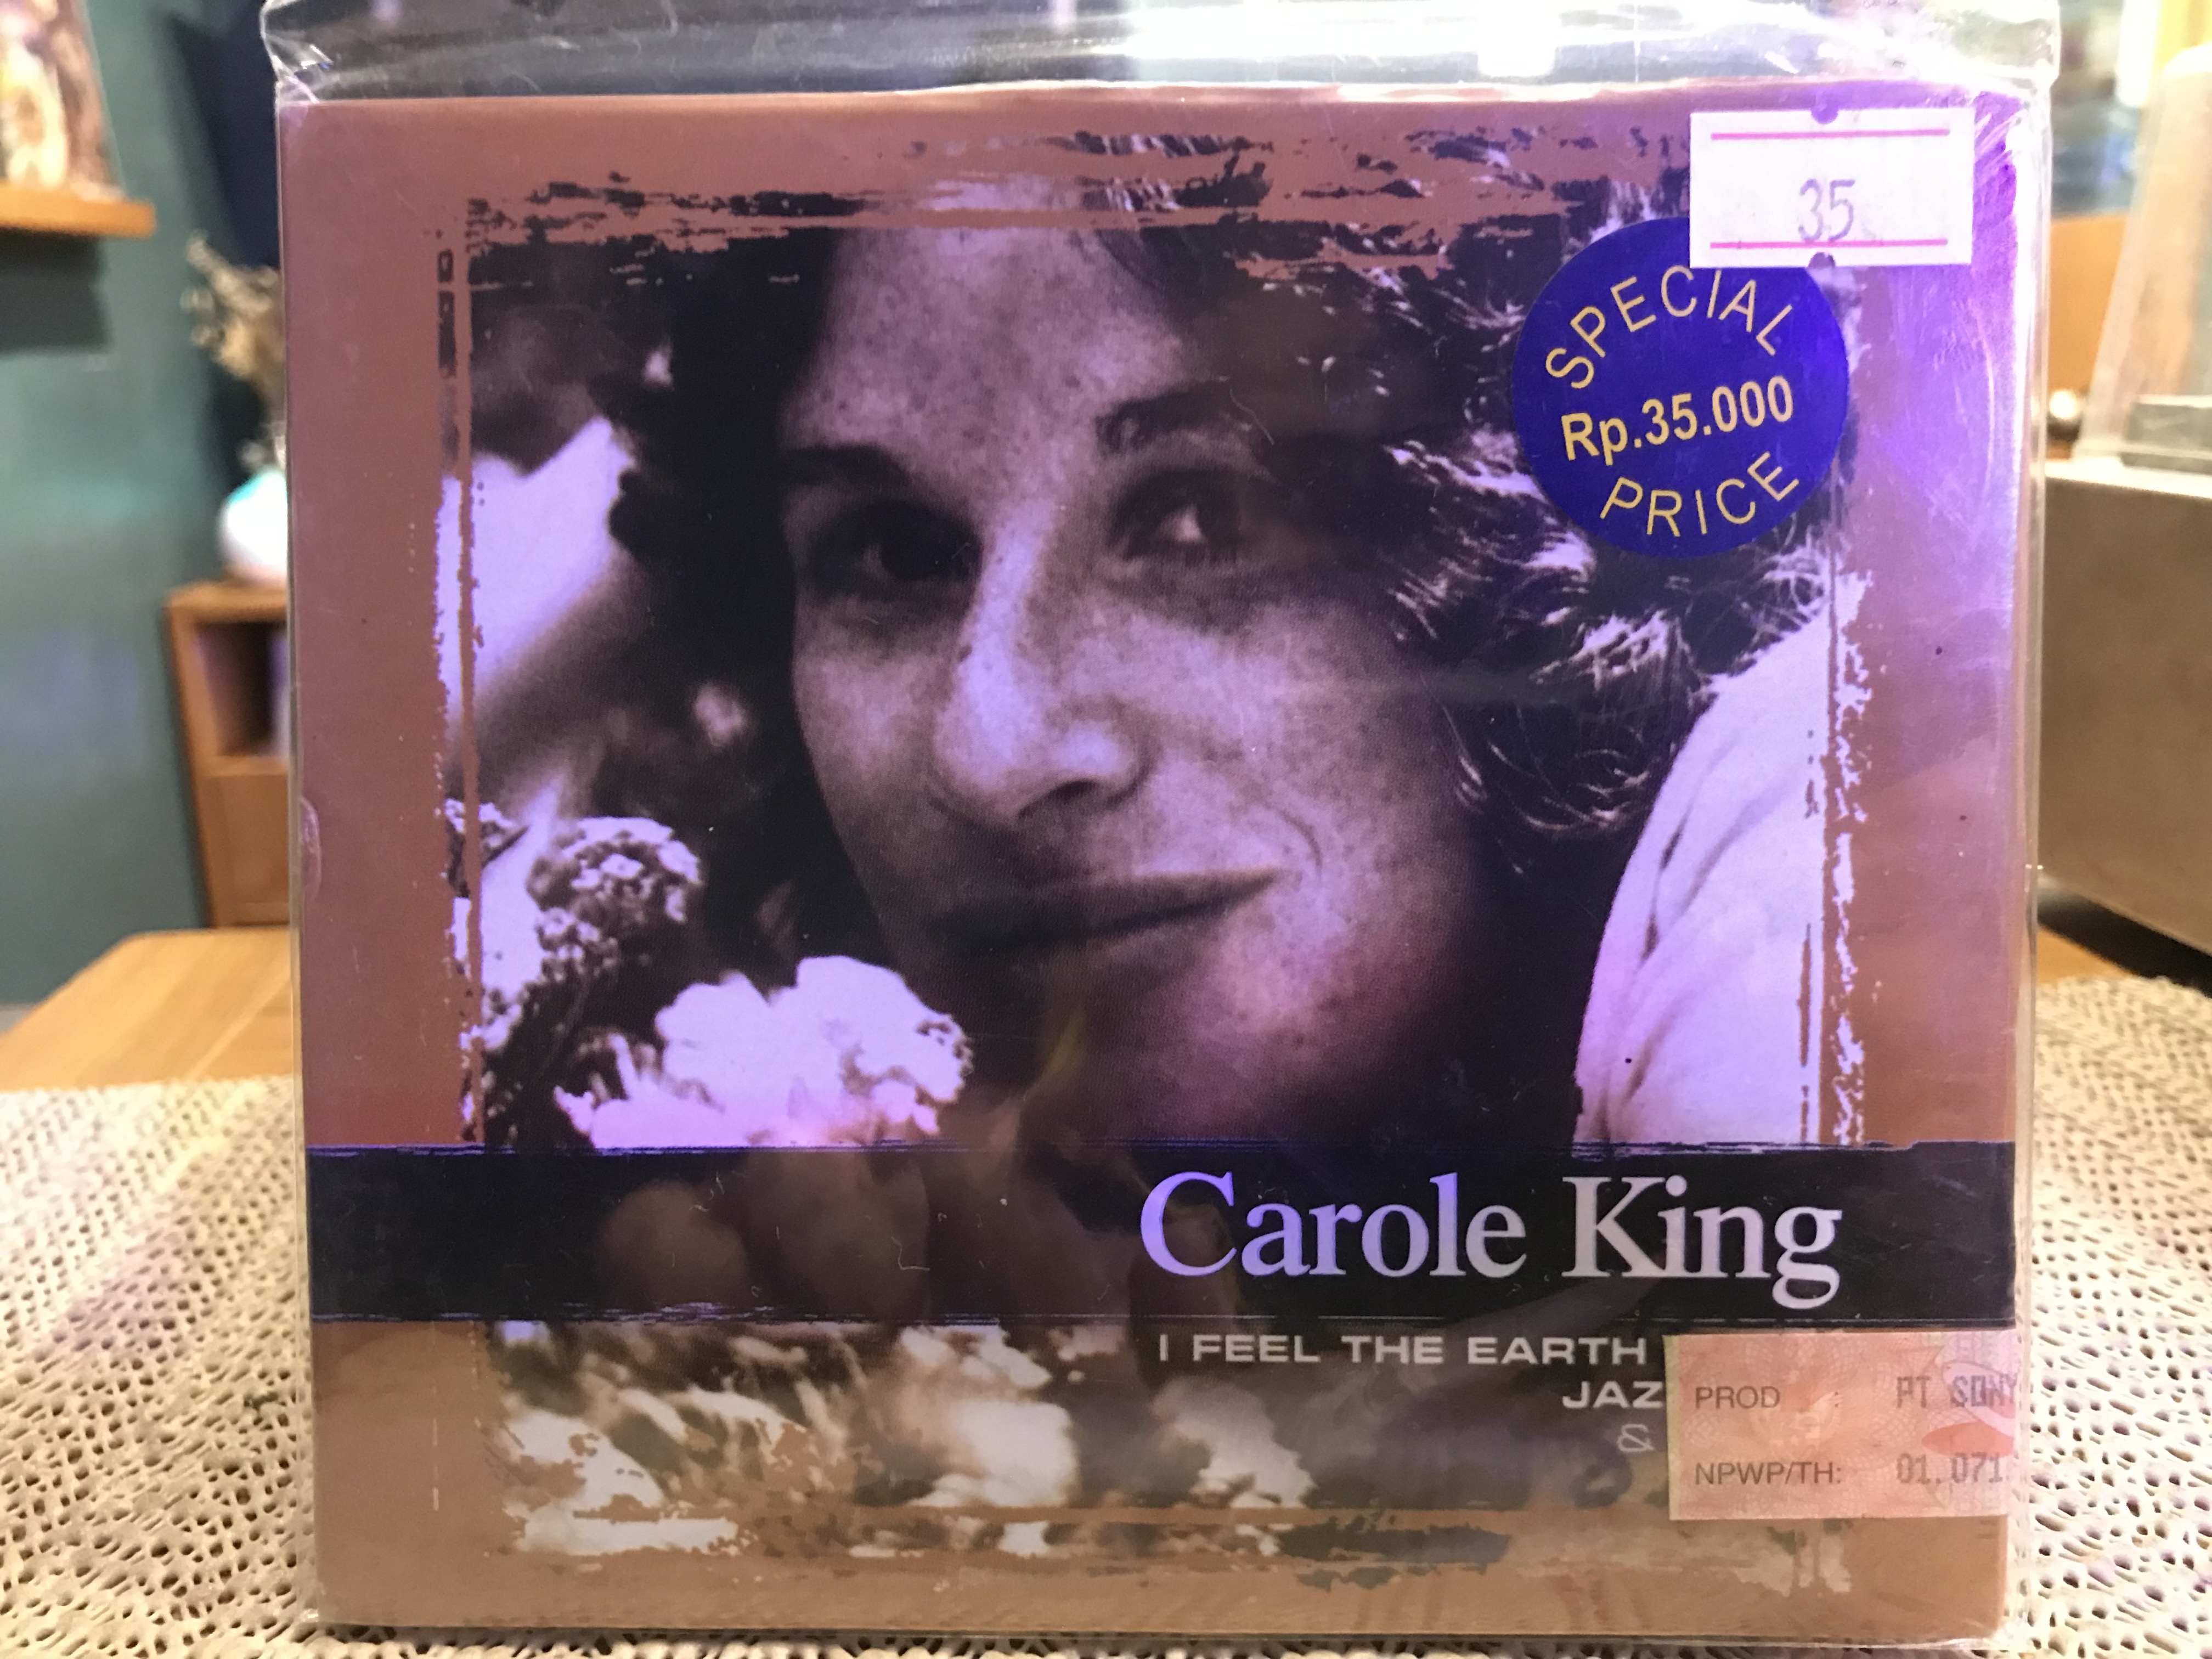 35
SPECIAL
Rp.35.000
PRICE
Carole King
I FEEL THE EARTH
JAZ
&
PROD : PT SONY
NPWP/TH: 01.071